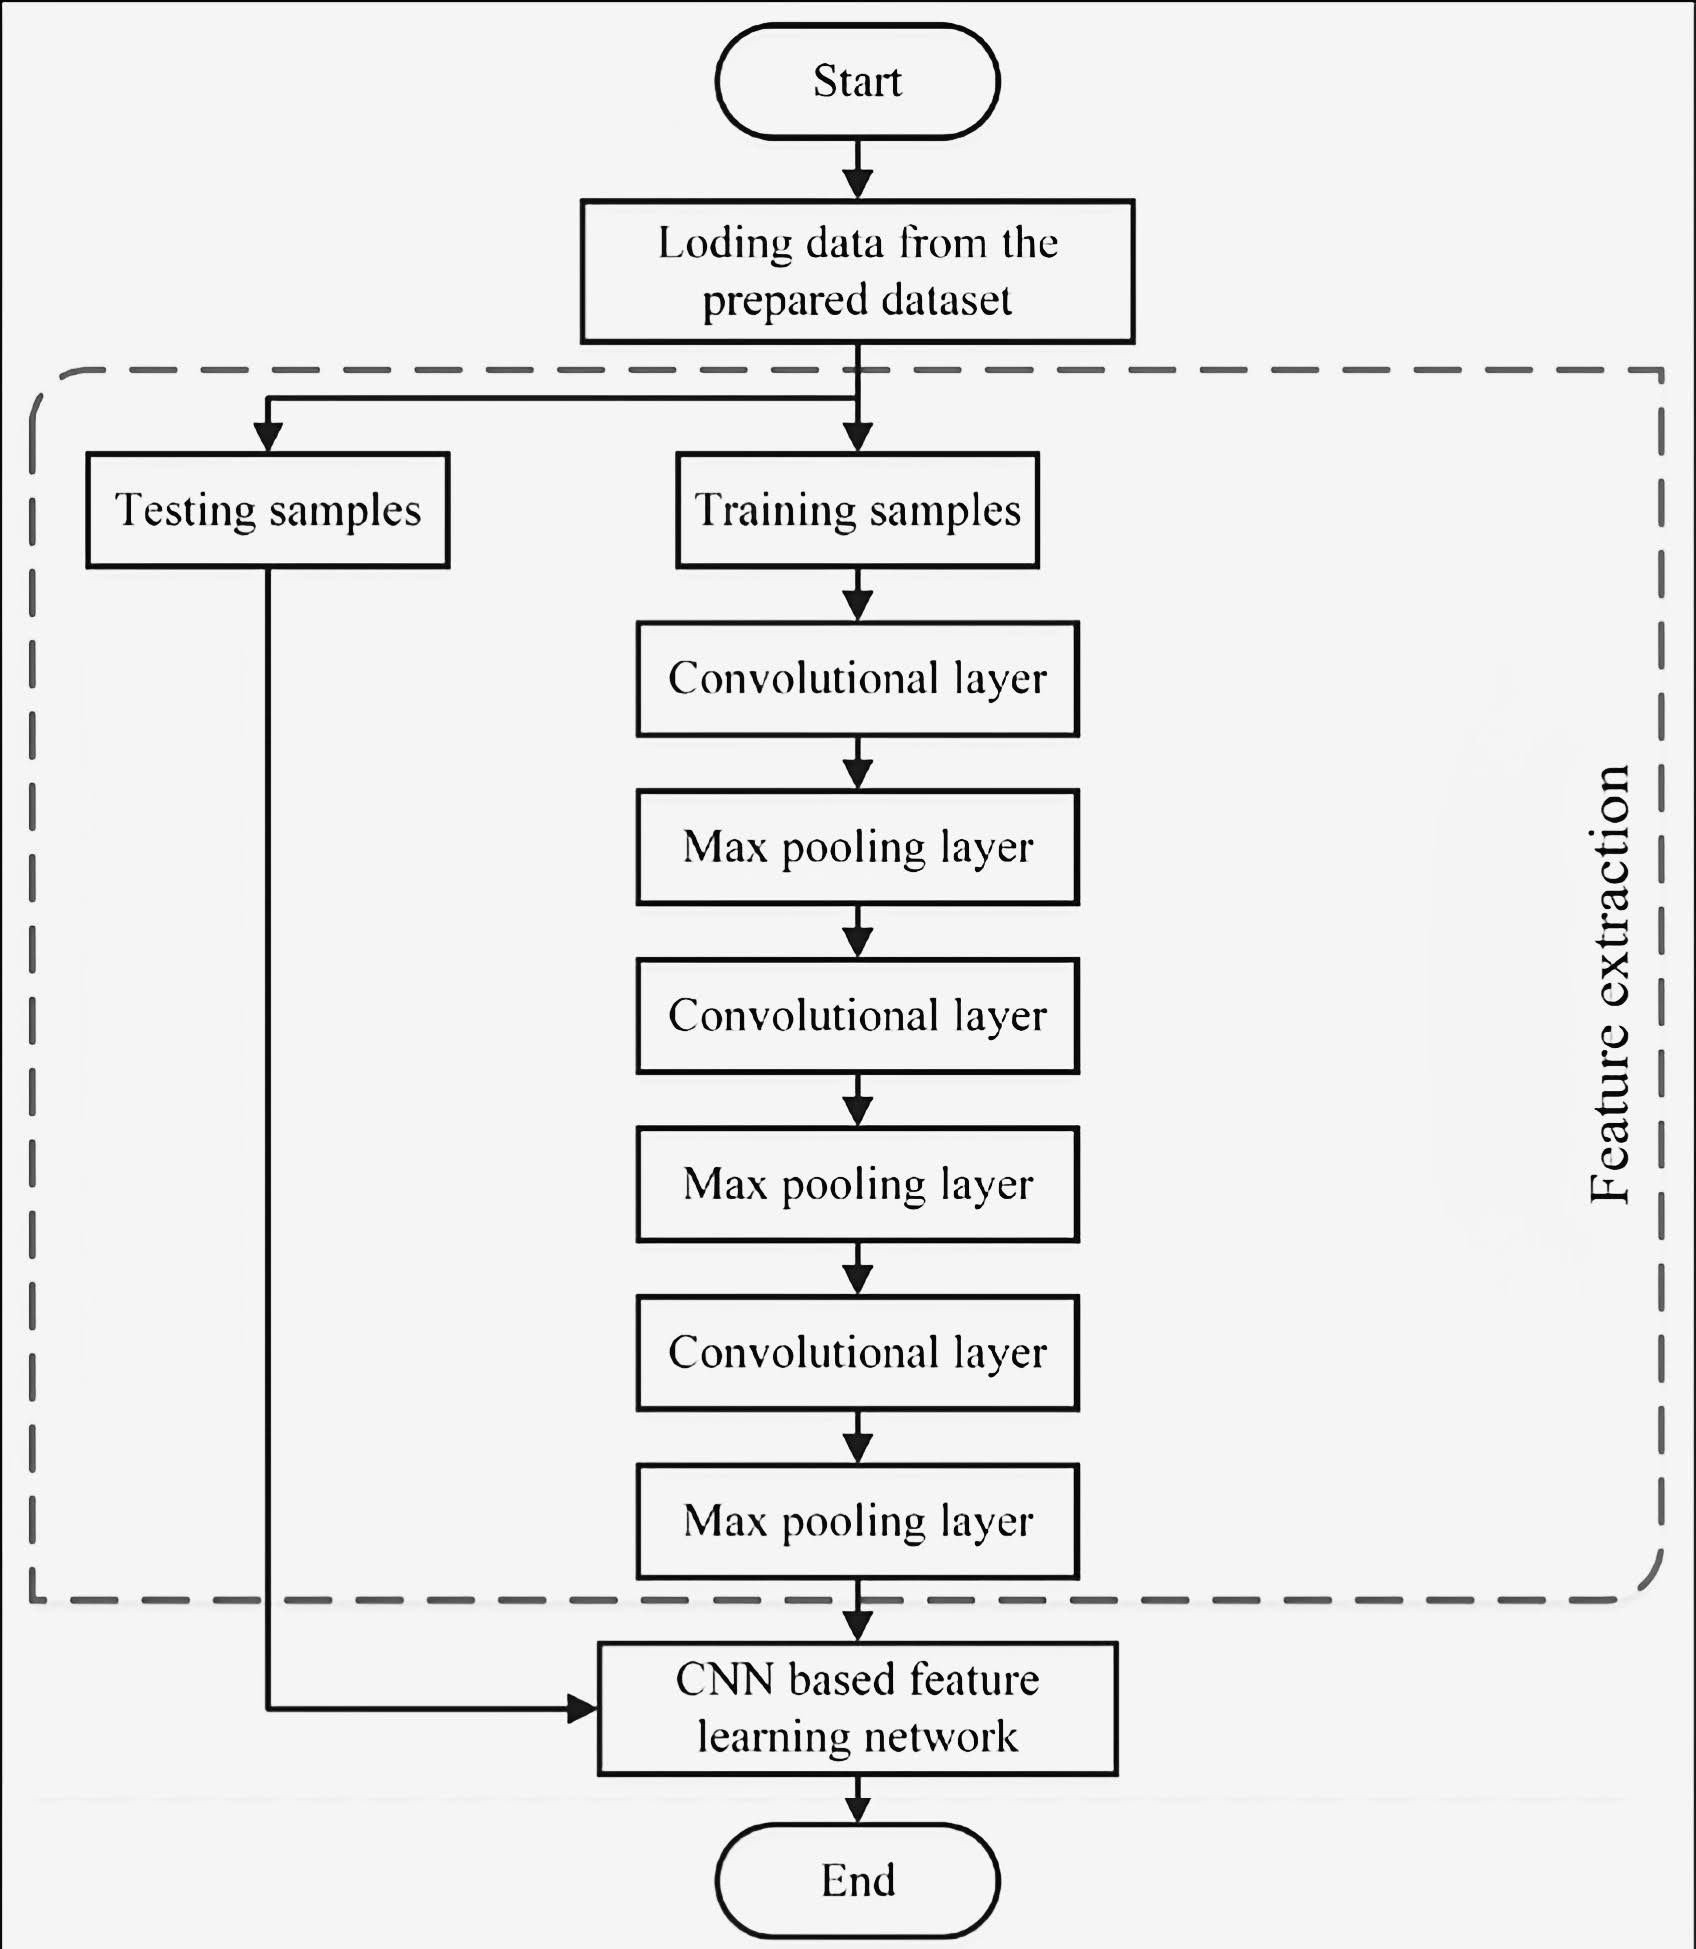 Start
Loding data from the
prepared dataset
Testing samples
Training samples
Convolutional layer
Max pooling layer
Convolutional layer
Max pooling layer
Convolutional layer
Max pooling layer
Feature extraction
CNN based feature
learning network
End